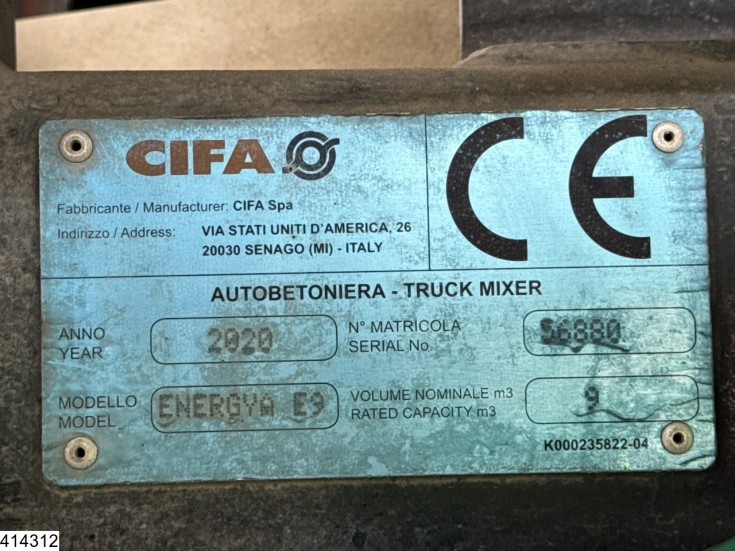 CIFA
CE
Fabbricante / Manufacturer: CIFA Spa
Indirizzo / Address: VIA STATI UNITI D'AMERICA, 26
20030 SENAGO (MI) - ITALY
AUTOBETONIERA - TRUCK MIXER
ANNO
YEAR
2020
N° MATRICOLA
SERIAL No.
56880
MODELLO
MODEL
ENERGYA E9
VOLUME NOMINALE m3
RATED CAPACITY m3
9
K000235822-04
414312